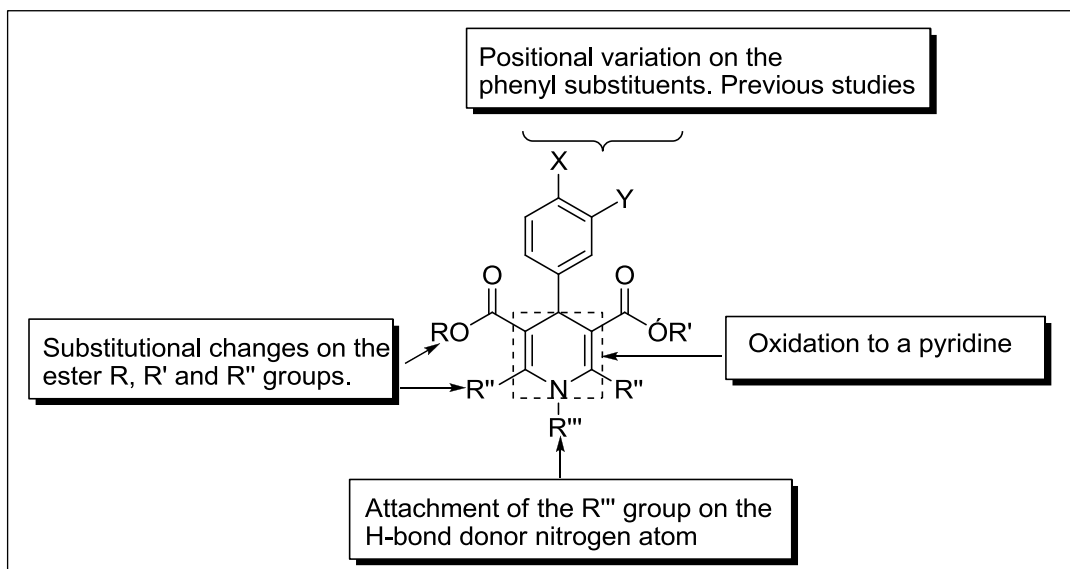 Positional variation on the
phenyl substituents. Previous studies
X
Y
O
O
RO
ÓR'
Substitutional changes on the
ester R, R' and R" groups.
Oxidation to a pyridine
R"
N
R"
R'''
Attachment of the R''' group on the
H-bond donor nitrogen atom